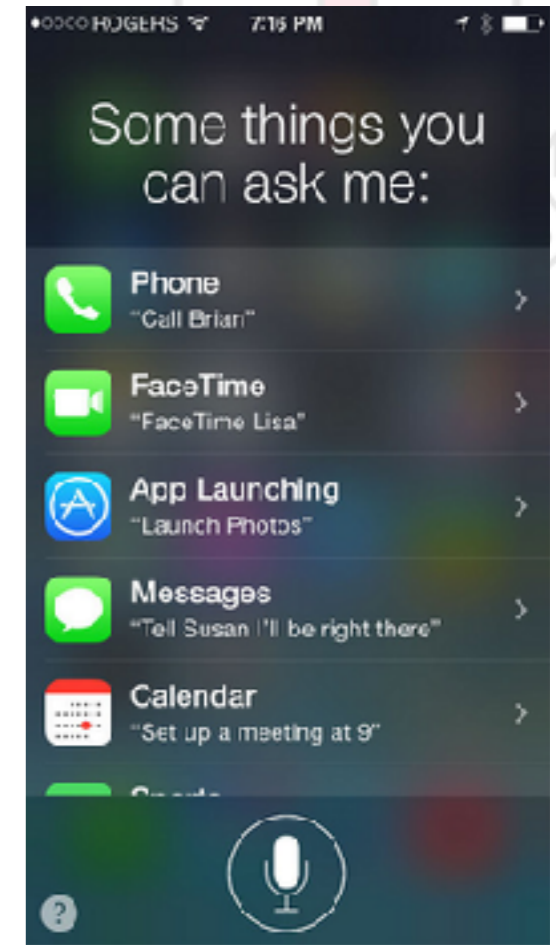 ROGERS 7:16 PM
Some things you
can ask me:
Phone
"Call Brian"
FaceTime
"FaceTime Lisa"
App Launching
"Launch Photos"
Messages
"Tell Susan I'll be right there"
Calendar
"Set up a meeting at 9"
?